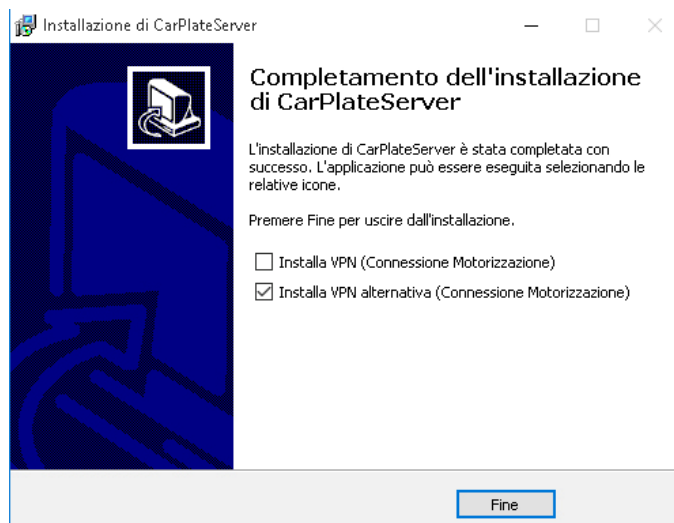 Installazione di CarPlateServer
Completamento dell'installazione
di CarPlateServer
L'installazione di CarPlateServer è stata completata con
successo. L'applicazione può essere eseguita selezionando le
relative icone.
Premere Fine per uscire dall'installazione.
Installa VPN (Connessione Motorizzazione)
Installa VPN alternativa (Connessione Motorizzazione)
Fine